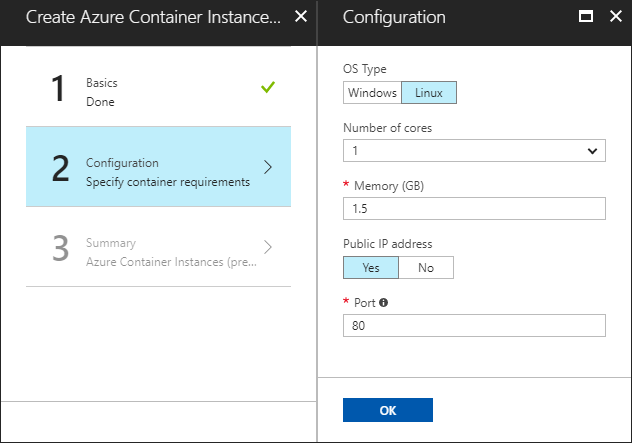 Create Azure Container Instance...
1
Basics
Done
2
Configuration
Specify container requirements
3
Summary
Azure Container Instances (pre...
Configuration
OS Type
Windows Linux
Number of cores
1
* Memory (GB)
1.5
Public IP address
Yes No
* Port
80
OK